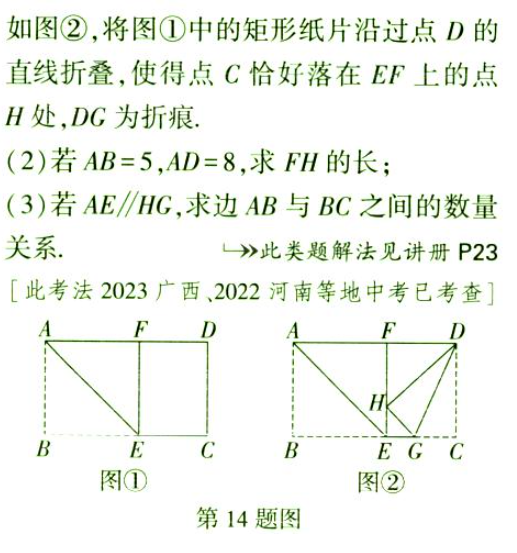 如图②,将图①中的矩形纸片沿过点 D 的
直线折叠,使得点 C 恰好落在 EF 上的点
H 处,DG 为折痕.
(2)若 AB=5,AD=8,求 FH 的长;
(3)若 AE∥HG,求边 AB 与 BC 之间的数量
关系. ↳»此类题解法见讲册 P23
[此考法 2023 广西、2022 河南等地中考已考查]
A F D A F D
H
B E C B E G C
图① 图②
第 14 题图